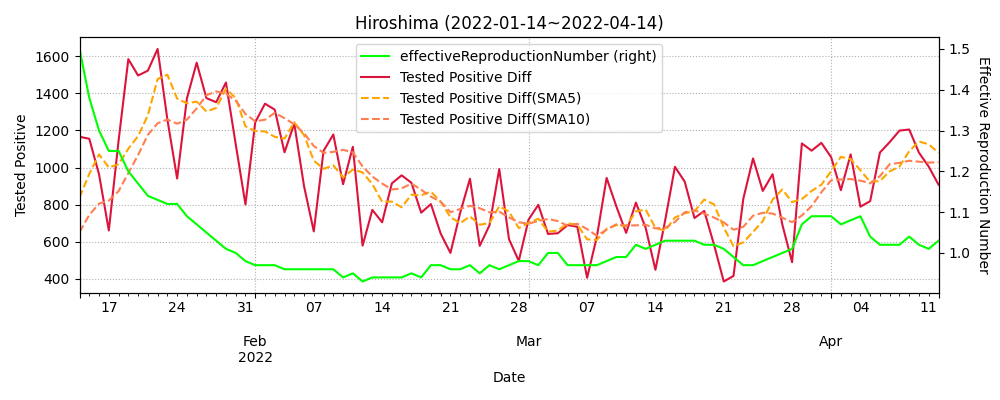 Hiroshima (2022-01-14~2022-04-14)
effectiveReproductionNumber (right)
Tested Positive Diff
Tested Positive Diff(SMA5)
Tested Positive Diff(SMA10)
Tested Positive
1600
1400
1200
1000
800
600
400
1.5
1.4
1.3
1.2
1.1
1.0
Effective Reproduction Number
17 24 31 07 14 21 28 07 14 21 28 04 11
Feb Mar Apr
2022
Date